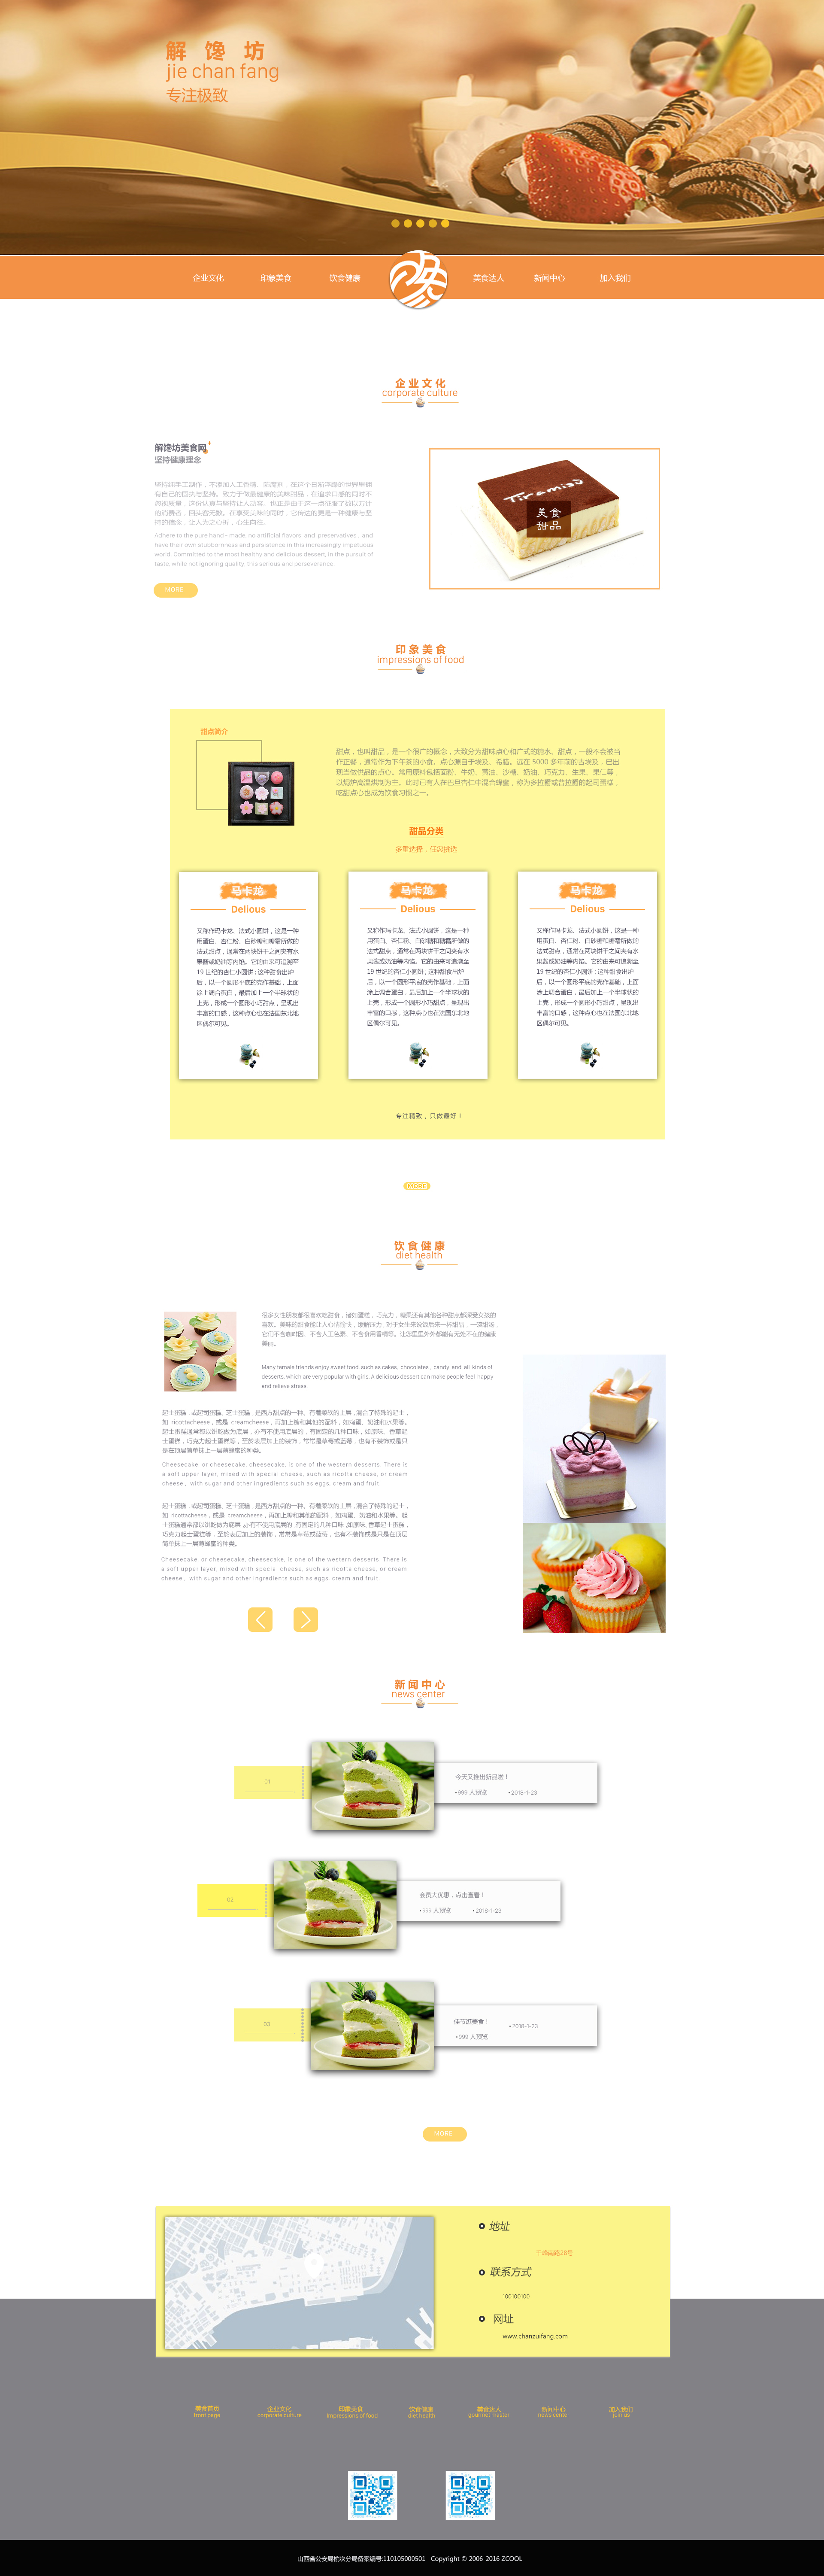 解 馋 坊
jie chan fang
专注极致
企业文化
印象美食
饮食健康
美食达人
新闻中心
加入我们
企业文化
corporate culture
解馋坊美食网
坚持健康理念
坚持纯手工制作，不添加人工香精、防腐剂，在这个日渐浮躁的世界里拥
有自己的固执与坚持。致力于做最健康的美味甜品，在追求口感的同时不
忽视质量，这份认真与坚持让人动容。也正是由于这一点征服了数以万计
的消费者，回头客无数。在享受美味的同时，它传达的更是一种健康与坚
持的信念，让人为之心折，心生向往。
Adhere to the pure hand - made, no artificial flavors and preservatives , and
have their own stubbornness and persistence in this increasingly impetuous
world. Committed to the most healthy and delicious dessert, in the pursuit of
taste, while not ignoring quality, this serious and perseverance.
MORE
Tiramisu
美食
甜品
印象美食
impressions of food
甜点简介
甜点，也叫甜品，是一个很广的概念，大致分为甜味点心和广式的糖水。甜点，一般不会被当
作正餐，通常作为下午茶的小食。点心源自于埃及、希腊。远在 5000 多年前的古埃及，已出
现当做供品的点心。常用原料包括面粉、牛奶、黄油、沙糖、奶油、巧克力、生果、果仁等，
以焗炉高温烘制为主。此时已有人在巴旦杏仁中混合蜂蜜，称为多拉爵或首拉爵的起司蛋糕，
吃甜点心也成为饮食习惯之一。
甜品分类
多重选择，任您挑选
马卡龙
Delious
又称作玛卡龙、法式小圆饼，这是一种
用蛋白、杏仁粉、白砂糖和糖霜所做的
法式甜点，通常在两块饼干之间夹有水
果酱或奶油等内馅。它的由来可追溯至
19 世纪的杏仁小圆饼 ; 这种甜食出炉
后，以一个圆形平底的壳作基础，上面
涂上调合蛋白，最后加上一个半球状的
上壳，形成一个圆形小巧甜点，呈现出
丰富的口感，这种点心也在法国东北地
区偶尔可见。
马卡龙
Delious
又称作玛卡龙、法式小圆饼，这是一种
用蛋白、杏仁粉、白砂糖和糖霜所做的
法式甜点，通常在两块饼干之间夹有水
果酱或奶油等内馅。它的由来可追溯至
19 世纪的杏仁小圆饼 ; 这种甜食出炉
后，以一个圆形平底的壳作基础，上面
涂上调合蛋白，最后加上一个半球状的
上壳，形成一个圆形小巧甜点，呈现出
丰富的口感，这种点心也在法国东北地
区偶尔可见。
马卡龙
Delious
又称作玛卡龙、法式小圆饼，这是一种
用蛋白、杏仁粉、白砂糖和糖霜所做的
法式甜点，通常在两块饼干之间夹有水
果酱或奶油等内馅。它的由来可追溯至
19 世纪的杏仁小圆饼 ; 这种甜食出炉
后，以一个圆形平底的壳作基础，上面
涂上调合蛋白，最后加上一个半球状的
上壳，形成一个圆形小巧甜点，呈现出
丰富的口感，这种点心也在法国东北地
区偶尔可见。
专注精致，只做最好！
MORE
饮食健康
diet health
很多女性朋友都很喜欢吃甜食，诸如蛋糕，巧克力，糖果还有其他各种甜点都深受女孩的
喜欢。美味的甜食能让人心情愉快，缓解压力，对于女生来说饭后来一杯甜品，一碗甜汤，
它们不含咖啡因、不含人工色素、不含食用香精等。让您里里外外都能有无处不在的健康
美丽。
Many female friends enjoy sweet food, such as cakes, chocolates , candy and all kinds of
desserts, which are very popular with girls. A delicious dessert can make people feel happy
and relieve stress.
起士蛋糕，或起司蛋糕、芝士蛋糕，是西方甜点的一种。有着柔软的上层，混合了特殊的起士，
如 ricottacheese，或是 creamcheese，再加上糖和其他的配料，如鸡蛋、奶油和水果等。
起士蛋糕通常都以饼乾做为底层，亦有不使用底层的，有固定的几种口味，如原味、香草起
士蛋糕，巧克力起士蛋糕等，至於表层加上的装饰，常常是草莓或蓝莓，也有不装饰或是只
是在顶层简单抹上一层薄蜂蜜的种类。
Cheesecake, or cheesecake, cheesecake, is one of the western desserts. There is
a soft upper layer, mixed with special cheese, such as ricotta cheese, or cream
cheese , with sugar and other ingredients such as eggs, cream and fruit.
起士蛋糕，或起司蛋糕、芝士蛋糕，是西方甜点的一种。有着柔软的上层，混合了特殊的起士，
如 ricottacheese，或是 creamcheese，再加上糖和其他的配料，如鸡蛋、奶油和水果等。起
士蛋糕通常都以饼乾做为底层，亦有不使用底层的，有固定的几种口味，如原味、香草起士蛋糕，
巧克力起士蛋糕等，至於表层加上的装饰，常常是草莓或蓝莓，也有不装饰或是只是在顶层
简单抹上一层薄蜂蜜的种类。
Cheesecake, or cheesecake, cheesecake, is one of the western desserts. There is
a soft upper layer, mixed with special cheese, such as ricotta cheese, or cream
cheese , with sugar and other ingredients such as eggs, cream and fruit.
新闻中心
news center
01
今天又推出新品啦！
•999 人预览 •2018-1-23
02
会员大优惠，点击查看！
•999 人预览 •2018-1-23
03
佳节逛美食！
•2018-1-23
•999 人预览
MORE
地址
100100100
联系方式
网址
www.chanzuifang.com
美食首页
front page
企业文化
corporate culture
印象美食
impressions of food
饮食健康
diet health
美食达人
gourmet master
新闻中心
news center
加入我们
join us
山西省公安局榆次分局备案编号:110105000501 Copyright © 2006-2016 ZCOOL